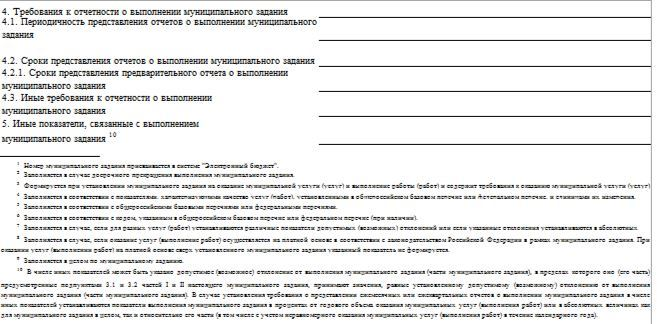 4. Требования к отчетности о выполнении муниципального задания
4.1. Периодичность представления отчетов о выполнении муниципального
задания
4.2. Сроки представления отчетов о выполнении муниципального задания
4.2.1. Сроки представления предварительного отчета о выполнении
муниципального задания
4.3. Иные требования к отчетности о выполнении
муниципального задания
5. Иные показатели, связанные с выполнением
муниципального задания 10
1 Номер муниципального задания присваивается в системе "Электронный бюджет".
2 Заполняется в случае досрочного прекращения выполнения муниципального задания.
3 Формируется при установлении муниципального задания на оказание муниципальной услуги (услуг) и выполнение работы (работ) и содержит требования к оказанию муниципальной услуги (услуг)
4 Заполняется в соответствии с показателями, характеризующими качество услуг (работ), установленными в общероссийском базовом перечне или федеральном перечне, и единицами их измерения.
5 Заполняется в соответствии с общероссийскими базовыми перечнями или федеральными перечнями.
6 Заполняется в соответствии с кодом, указанным в общероссийском базовом перечне или федеральном перечне (при наличии).
7 Заполняется в случае, если для разных услуг (работ) устанавливаются различные показатели допустимых (возможных) отклонений или если указанные отклонения устанавливаются в абсолютных
8 Заполняется в случае, если оказание услуг (выполнение работ) осуществляется на платной основе в соответствии с законодательством Российской Федерации в рамках муниципального задания. При
оказании услуг (выполнении работ) на платной основе сверх установленного муниципального задания указанный показатель не формируется.
9 Заполняется в целом по муниципальному заданию.
10 В числе иных показателей может быть указано допустимое (возможное) отклонение от выполнения муниципального задания (части муниципального задания), в пределах которого оно (его часть)
предусмотренные подпунктами 3.1 и 3.2 частей I и II настоящего муниципального задания, принимают значения, равные установленному допустимому (возможному) отклонению от выполнения
муниципального задания (части муниципального задания). В случае установления требования о представлении ежемесячных или ежеквартальных отчетов о выполнении муниципального задания в числе
иных показателей устанавливаются показатели выполнения муниципального задания в процентах от годового объема оказания муниципальных услуг (выполнения работ) или в абсолютных величинах как
для муниципального задания в целом, так и относительно его части (в том числе с учетом неравномерного оказания муниципальных услуг (выполнения работ) в течение календарного года).